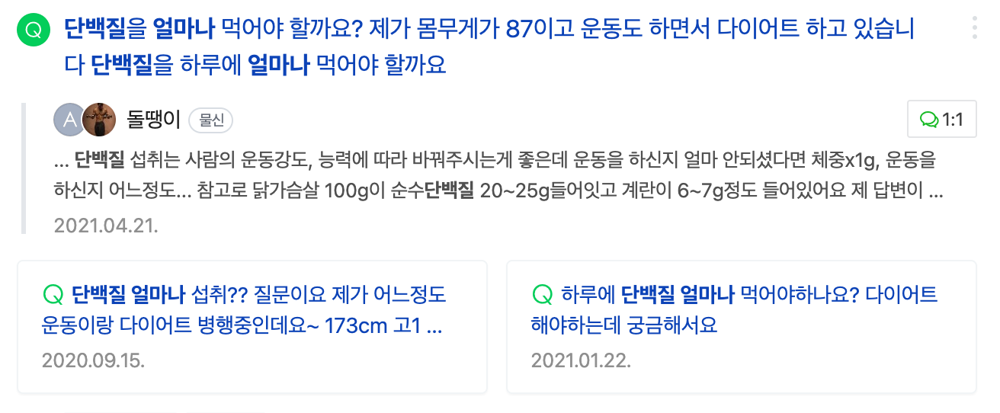 단백질을 얼마나 먹어야 할까요? 제가 몸무게가 87이고 운동도 하면서 다이어트 하고 있습니
다 단백질을 하루에 얼마나 먹어야 할까요
A 돌땡이 물신 1:1
... 단백질 섭취는 사람의 운동강도, 능력에 따라 바꿔주시는게 좋은데 운동을 하신지 얼마 안되셨다면 체중x1g, 운동을
하신지 어느정도... 참고로 닭가슴살 100g이 순수단백질 20~25g들어잇고 계란이 6~7g정도 들어있어요 제 답변이 ...
2021.04.21.
단백질 얼마나 섭취?? 질문이요 제가 어느정도
운동이랑 다이어트 병행중인데요~ 173cm 고1 ...
2020.09.15.
하루에 단백질 얼마나 먹어야하나요? 다이어트
해야하는데 궁금해서요
2021.01.22.